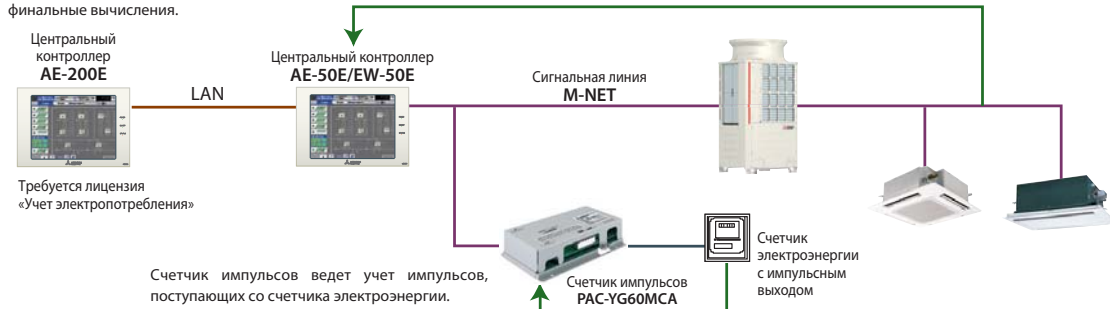 финальные вычисления.
Центральный
контроллер
AE-200E
LAN
Центральный контроллер
AE-50E/EW-50E
Сигнальная линия
M-NET
Требуется лицензия
«Учет электропотребления»
Счетчик импульсов ведет учет импульсов,
поступающих со счетчика электроэнергии.
Счетчик импульсов
PAC-YG60MCA
Счетчик
электроэнергии
с импульсным
выходом